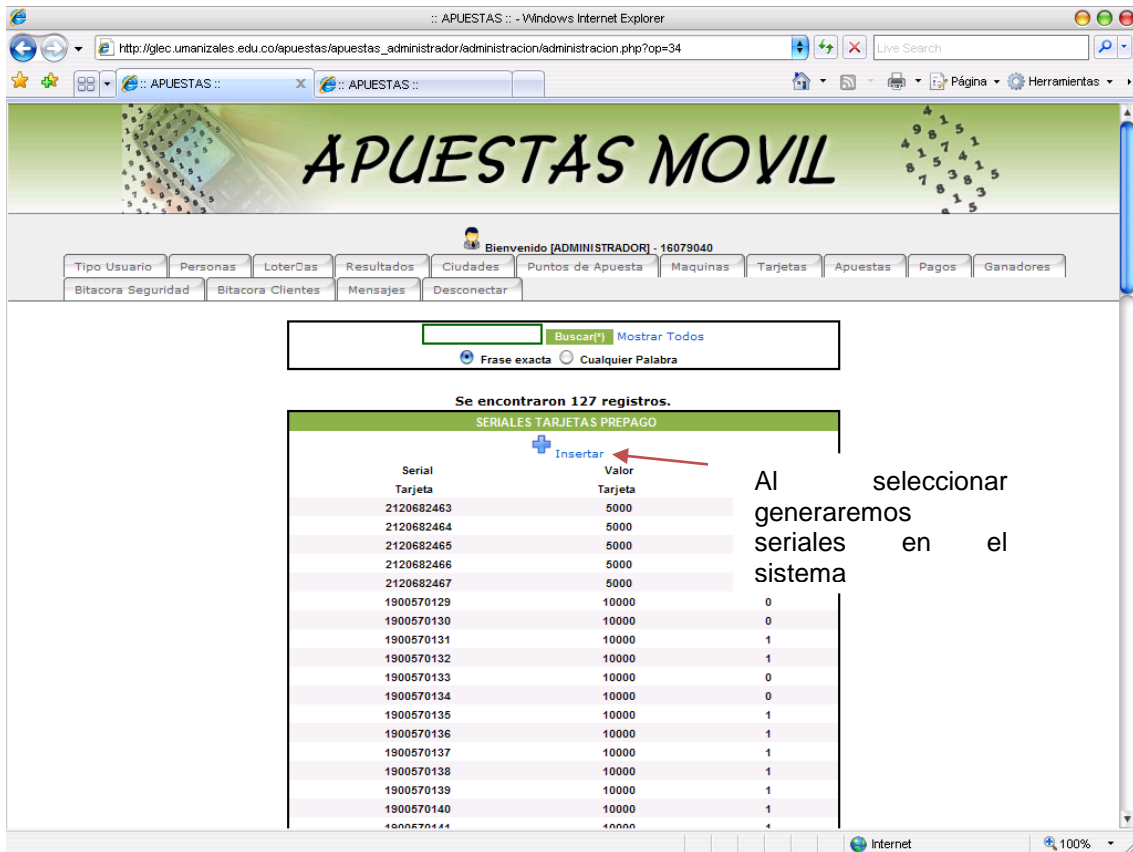 :: APUESTAS :: - Windows Internet Explorer
http://glec.umanizales.edu.co/apuestas/apuestas_administrador/administracion/administracion.php?op=34
Live Search
:: APUESTAS ::
:: APUESTAS ::
Página
Herramientas
APUESTAS MOVIL
Bienvenido [ADMINISTRADOR] - 16079040
Tipo Usuario Personas Loter□as Resultados Ciudades Puntos de Apuesta Maquinas Tarjetas Apuestas Pagos Ganadores
Bitacora Seguridad Bitacora Clientes Mensajes Desconectar
Buscar(*) Mostrar Todos
Frase exacta Cualquier Palabra
Se encontraron 127 registros.
SERIALES TARJETAS PREPAGO
Insertar
Serial Valor
Tarjeta Tarjeta
2120682463 5000
2120682464 5000
2120682465 5000
2120682466 5000
2120682467 5000
Al seleccionar
generaremos
seriales en el
sistema
1900570129 10000 0
1900570130 10000 0
1900570131 10000 1
1900570132 10000 1
1900570133 10000 0
1900570134 10000 0
1900570135 10000 1
1900570136 10000 1
1900570137 10000 1
1900570138 10000 1
1900570139 10000 1
1900570140 10000 1
1900570141 10000 1
Internet 100%